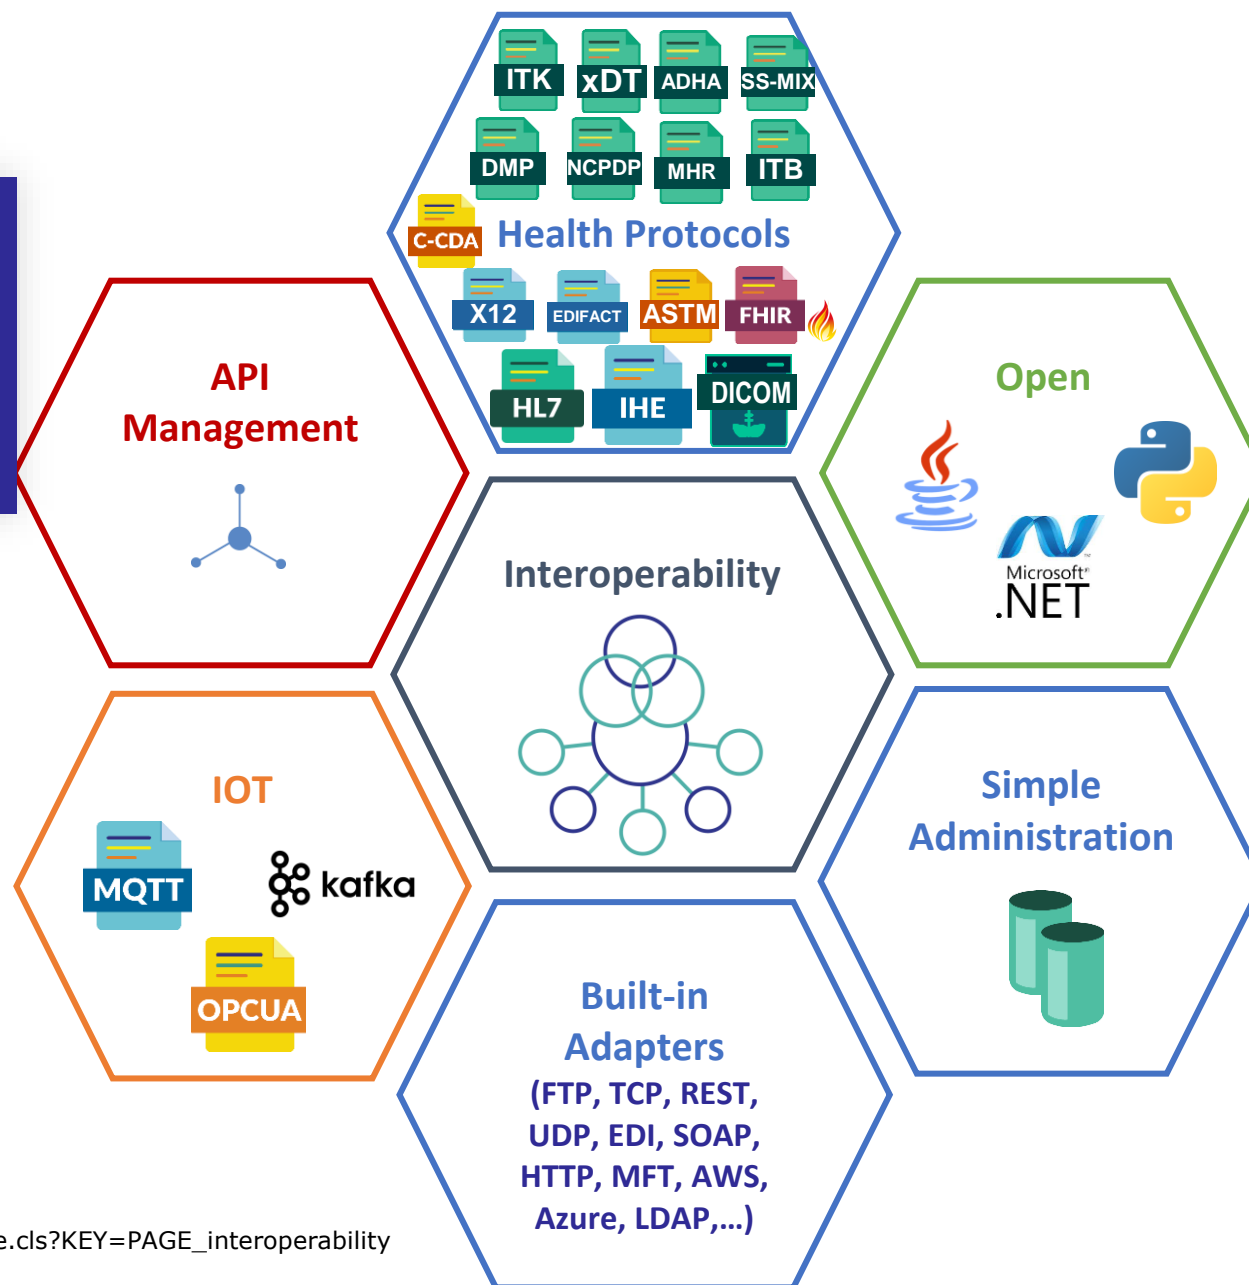 ITK xDT ADHA SS-MIX
DMP NCPDP MHR ITB
C-CDA
Health Protocols
X12 EDIFACT ASTM FHIR
HL7 IHE DICOM
API
Management
Open
Microsoft®
.NET
Interoperability
IOT
MQTT
kafka
OPCUA
Simple
Administration
Built-in
Adapters
(FTP, TCP, REST,
UDP, EDI, SOAP,
HTTP, MFT, AWS,
Azure, LDAP,...)
e.cls?KEY=PAGE_interoperability